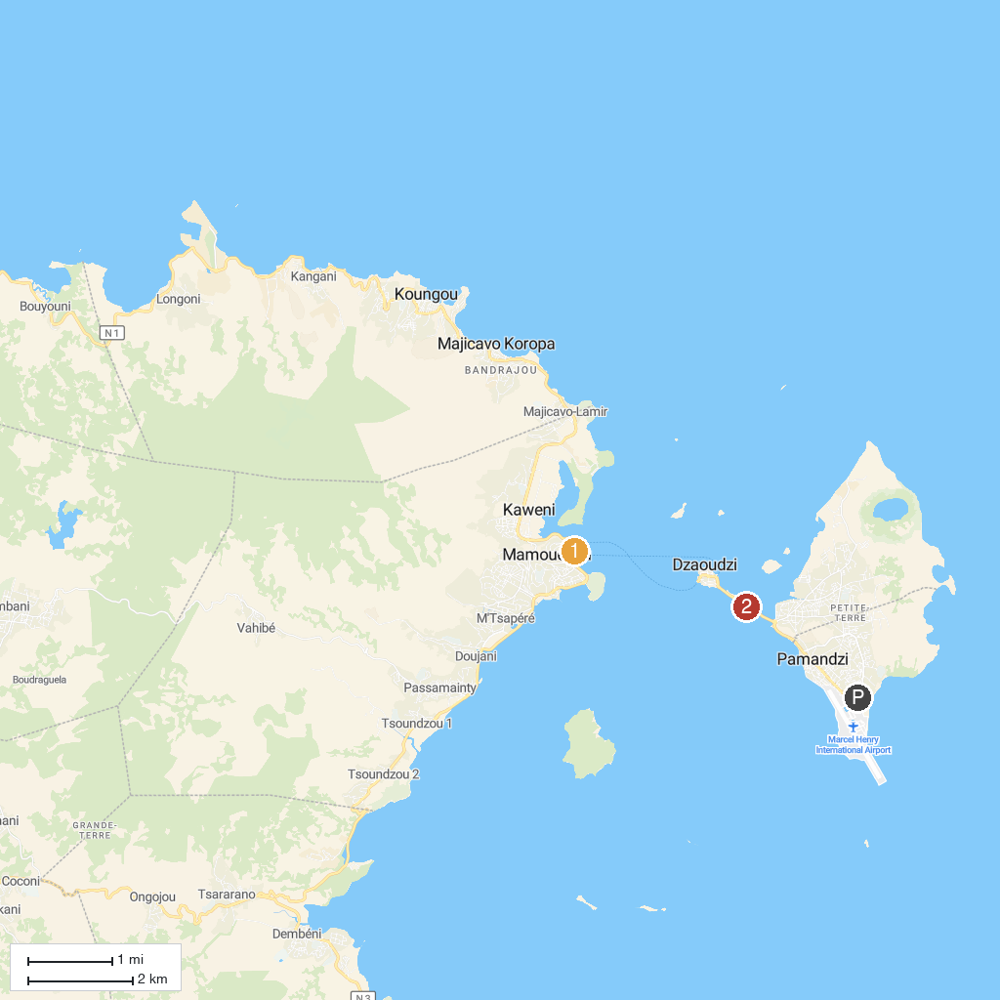 Kangani
Koungou
Longoni
Bouyouni
N1
Majicavo Koropa
BANDRAJOU
Majicavo-Lamir
Kaweni
1
Dzaoudzi
2
mbani
PETITE-
TERRE
M'Tsapéré
Vahibé
Doujani
Pamandzi
Boudraguela
Passamainty
P
Tsoundzou 1
Marcel Henry
International Airport
Tsoundzou 2
GRANDE-
TERRE
Coconi
Tsararano
Ongojou
Dembéni
1 mi
2 km
N3